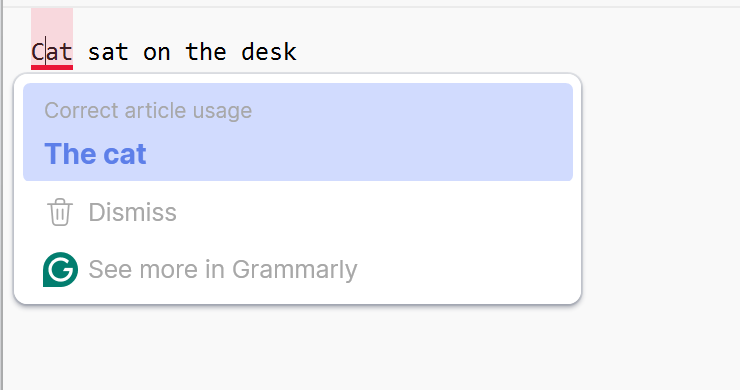 Cat sat on the desk
Correct article usage
The cat
Dismiss
See more in Grammarly